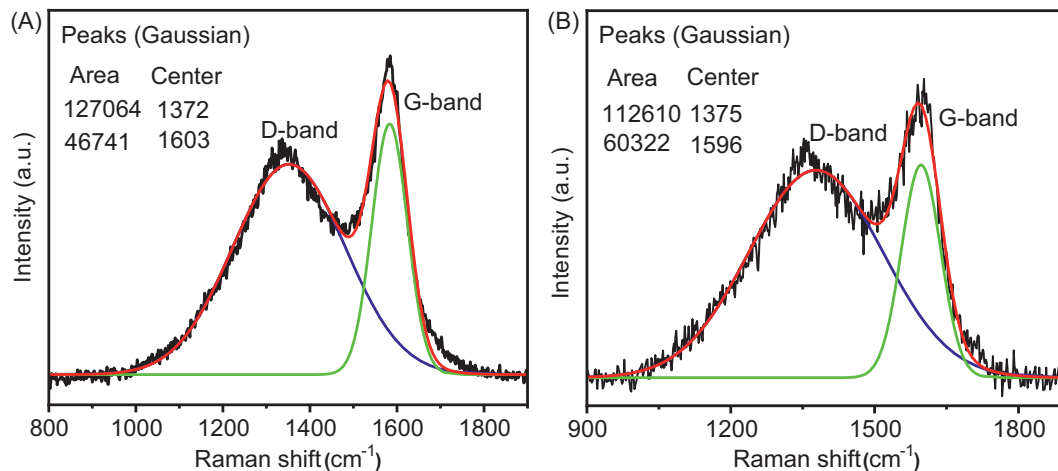 (A)
Peaks (Gaussian)
Area Center
127064 1372
46741 1603
D-band
G-band
Intensity (a.u.)
800 1000 1200 1400 1600 1800
Raman shift(cm⁻¹)
(B)
Peaks (Gaussian)
Area Center
112610 1375
60322 1596
D-band
G-band
Intensity (a.u.)
900 1200 1500 1800
Raman shift(cm⁻¹)